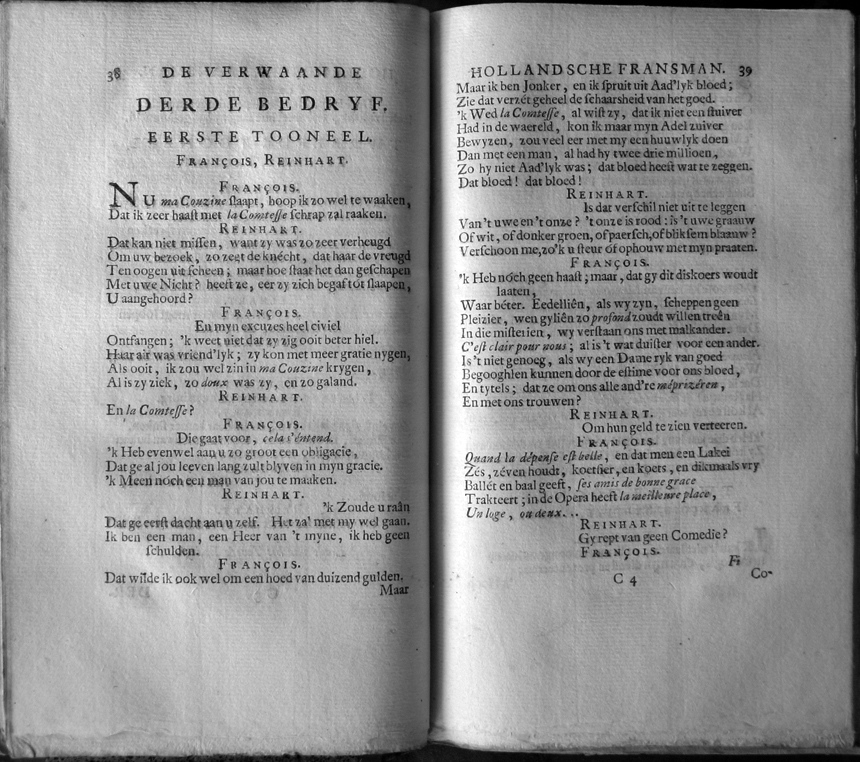 38 DE VERWAANDE
DERDE BEDRYF.
EERSTE TOONEEL.
FRANÇOIS, REINHART.
FRANÇOIS.
NU ma Couzine slaapt, hoop ik zo wel te waaken,
Dat ik zeer haast met la Comtesse schrap zal raaken.
REINHART.
Dat kan niet missen, want zy was zo zeer verheugd
Om uw bezoek, zo zegt de knécht, dat haar de vreugd
Ten oogen uit scheen; maar hoe staat het dan geschapen
Met uwe Nicht? heeft ze, eer zy zich begaf tót slaapen,
U aangehoord?
FRANÇOIS.
En myn excuzes heel civiel
Ontfangen; 'k weet niet dat zy zig ooit beter hiel.
Haar air was vriend'lyk; zy kon met meer gratie nygen,
Als ooit, ik zou wel zin in ma Couzine krygen,
Al is zy ziek, zo doux was zy, en zo galand.
REINHART.
En la Comtesse?
FRANÇOIS.
Die gaat voor, cela s'éntend.
'k Heb evenwel aan u zo groot een obligacie,
Dat ge al jou leeven lang zult blyven in myn gracie.
'k Meen nóch een man van jou te maaken.
REINHART.
'k Zoude u raân
Dat ge eerst dacht aan u zelf. Het zal met my wel gaan.
Ik ben een man, een Heer van 't myne, ik heb geen
schulden.
FRANÇOIS.
Dat wilde ik ook wel om een hoed van duizend gulden.
Maar
HOLLANDSCHE FRANSMAN. 39
Maar ik ben Jonker, en ik spruit uit Aad'lyk bloed;
Zie dat verzét geheel de schaarsheid van het goed.
'k Wed la Comtesse, al wist zy, dat ik niet een stuiver
Had in de waereld, kon ik maar myn Adel zuiver
Bewyzen, zou veel eer met my een huuwlyk doen
Dan met een man, al had hy twee drie millioen,
Zo hy niet Aad'lyk was; dat bloed heeft wat te zeggen.
Dat bloed! dat bloed!
REINHART.
Is dat verschil niet uit te leggen
Van 't uwe en 't onze? 't onze is rood: is 't uwe graauw
Of wit, of donker groen, of paersch, of bliksem blaauw?
Verschoon me, zo 'k u steur óf ophouw met myn praaten.
FRANÇOIS.
'k Heb nóch geen haast; maar, dat gy dit diskoers woudt
laaten,
Waar béter. Eedelliên, als wy zyn, scheppen geen
Pleizier, wen gyliên zo profond zoudt willen treên
In die misterien, wy verstaan ons met malkander.
C'est clair pour nous; al is 't wat duister voor een ander.
Is 't niet genoeg, als wy een Dame ryk van goed
Begooghlen kunnen door de estime voor ons bloed,
En tytels; dat ze om ons alle and're méprizéren,
En met ons trouwen?
REINHART.
Om hun geld te zien verteeren.
FRANÇOIS.
Quand la dépense est belle, en dat men een Lakei
Zés, zéven houdt, koetsier, en koets, en dikmaals vry
Ballét en baal geeft, ses amis de bonne grace
Trakteert; in de Opera heeft la meilleure place,
Un loge, ou deux...
REINHART.
Gy rept van geen Comedie?
FRANÇOIS.
Fi
C 4 Co-